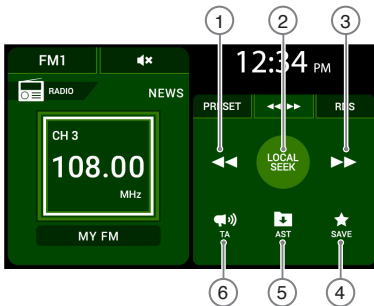 1 2 3
FM1
12:34 PM
RADIO
NEWS
PRESET
RDS
CH 3
108.00
MHz
LOCAL
SEEK
MY FM
TA AST SAVE
6 5 4